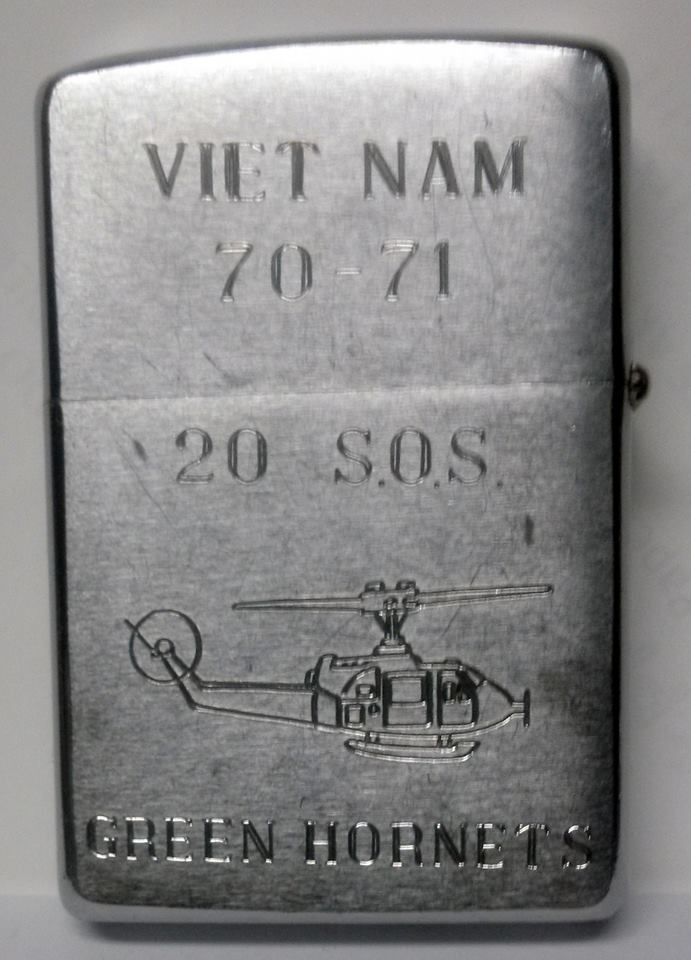 VIET NAM
70-71
20 S.O.S.
GREEN HORNETS